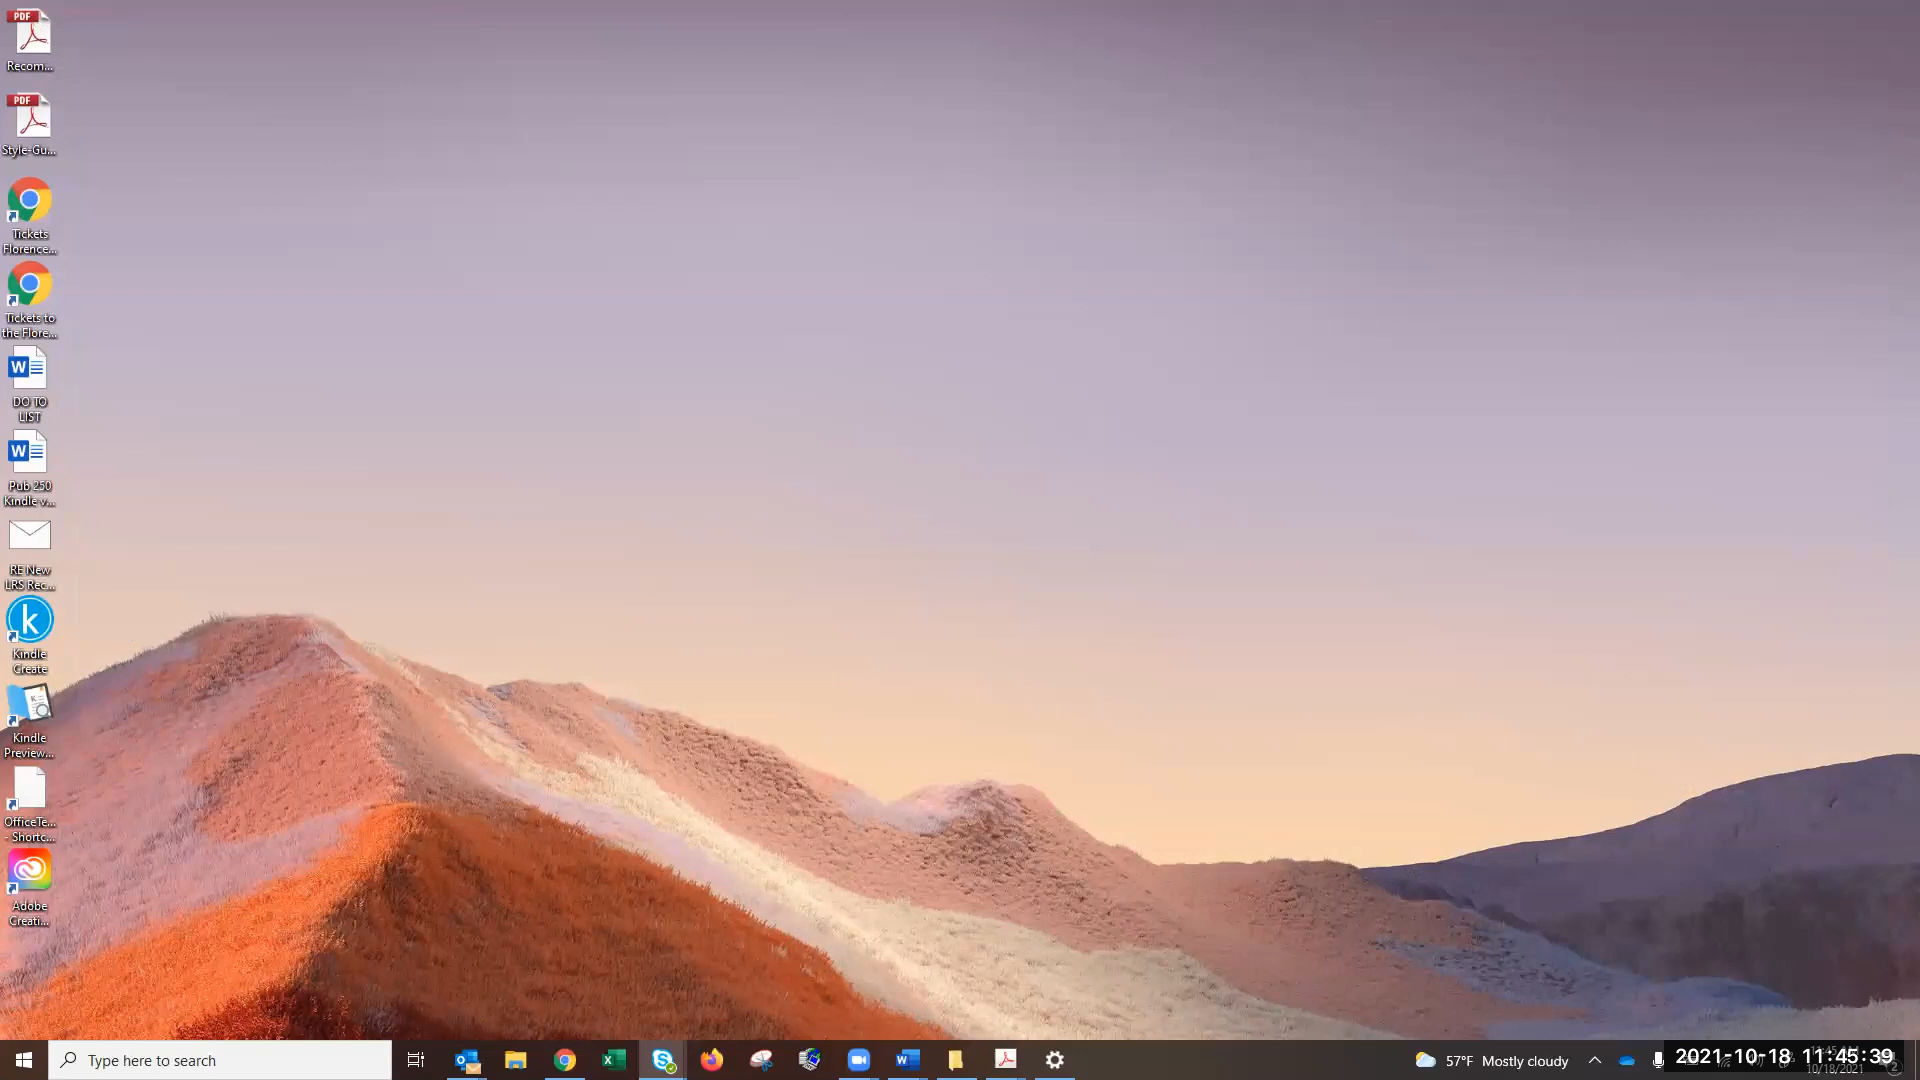 PDF
Recom...
PDF
Style-Gu...
Tickets
Florence...
Tickets to
the Flore...
W
DO TO
LIST
W
Pub 250
Kindle v...
RE New
LRS Rec...
k
Kindle
Create
Kindle
Preview...
OfficeTe...
- Shortc...
Adobe
Creati...
Type here to search
57°F Mostly cloudy
2021-10-18 11:45:39
10/18/2021
2